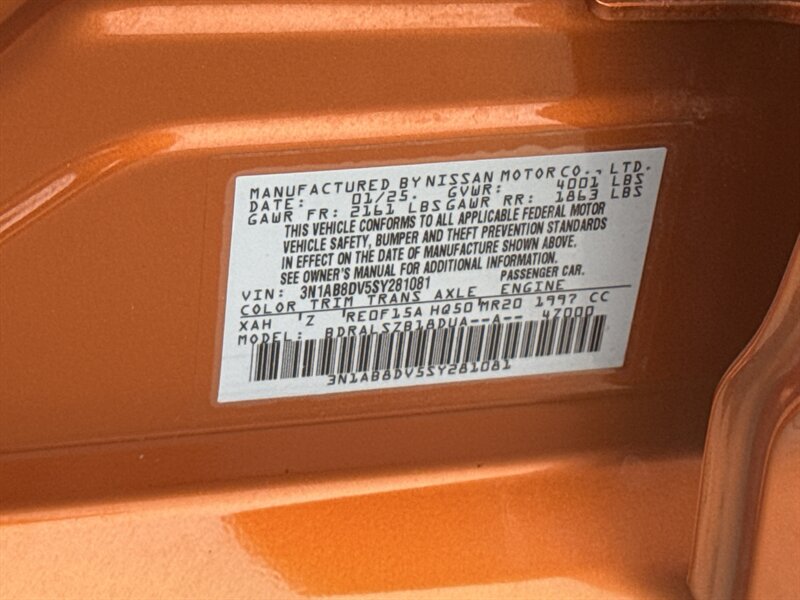 MANUFACTURED BY NISSAN MOTOR CO., LTD.
DATE: 01/25. GVWR: 4001 LBS
GAWR FR: 2161 LBS GAWR RR: 1863 LBS
THIS VEHICLE CONFORMS TO ALL APPLICABLE FEDERAL MOTOR
VEHICLE SAFETY, BUMPER AND THEFT PREVENTION STANDARDS
IN EFFECT ON THE DATE OF MANUFACTURE SHOWN ABOVE.
SEE OWNER'S MANUAL FOR ADDITIONAL INFORMATION.
VIN: 3N1AB8DV5SY281081 PASSENGER CAR.
COLOR TRIM TRANS AXLE ENGINE
XAH 'Z RE0F15A HQ50 MR20 1997 CC
MODEL: BDRALSZB18DUA--A-- 47000
3N1AB8DV5SY281081